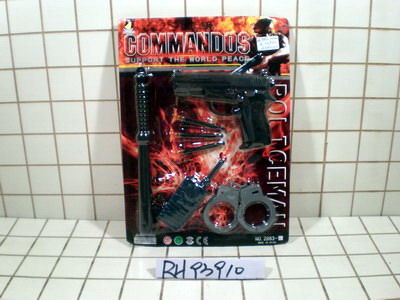 COMMANDOS
SUPPORT THE WORLD PEACE
POLICEMAN
RH93910